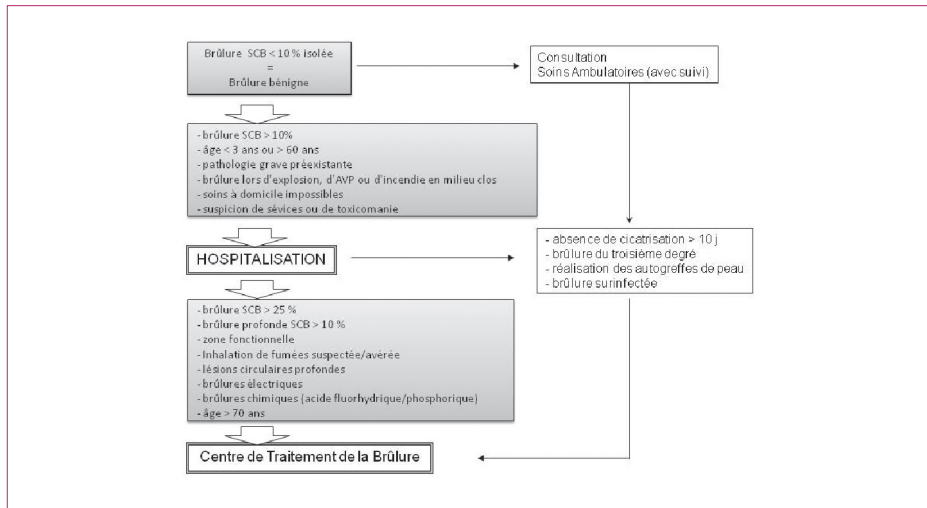 Brûlure SCB < 10 % isolée
=
Brûlure bénigne
Consultation
Soins Ambulatoires (avec suivi)
- brûlure SCB > 10%
- âge < 3 ans ou > 60 ans
- pathologie grave préexistante
- brûlure lors d'explosion, d'AVP ou d'incendie en milieu clos
- soins à domicile impossibles
- suspicion de sévices ou de toxicomanie
HOSPITALISATION
- absence de cicatrisation > 10 j
- brûlure du troisième degré
- réalisation des autogreffes de peau
- brûlure surinfectée
- brûlure SCB > 25 %
- brûlure profonde SCB > 10 %
- zone fonctionnelle
- Inhalation de fumées suspectée/avérée
- lésions circulaires profondes
- brûlures électriques
- brûlures chimiques (acide fluorhydrique/phosphorique)
- âge > 70 ans
Centre de Traitement de la Brûlure